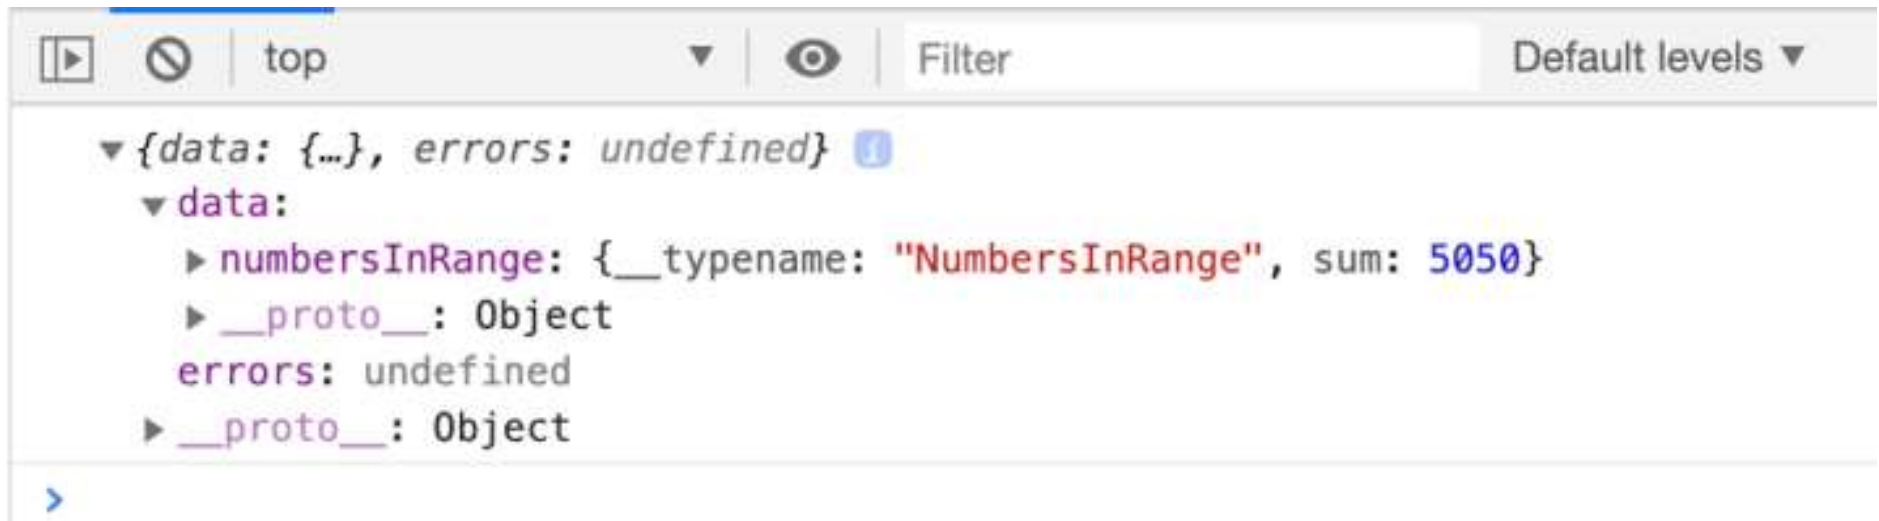 top Filter Default levels
{data: {…}, errors: undefined} i
data:
numbersInRange: {__typename: "NumbersInRange", sum: 5050}
__proto__: Object
errors: undefined
__proto__: Object